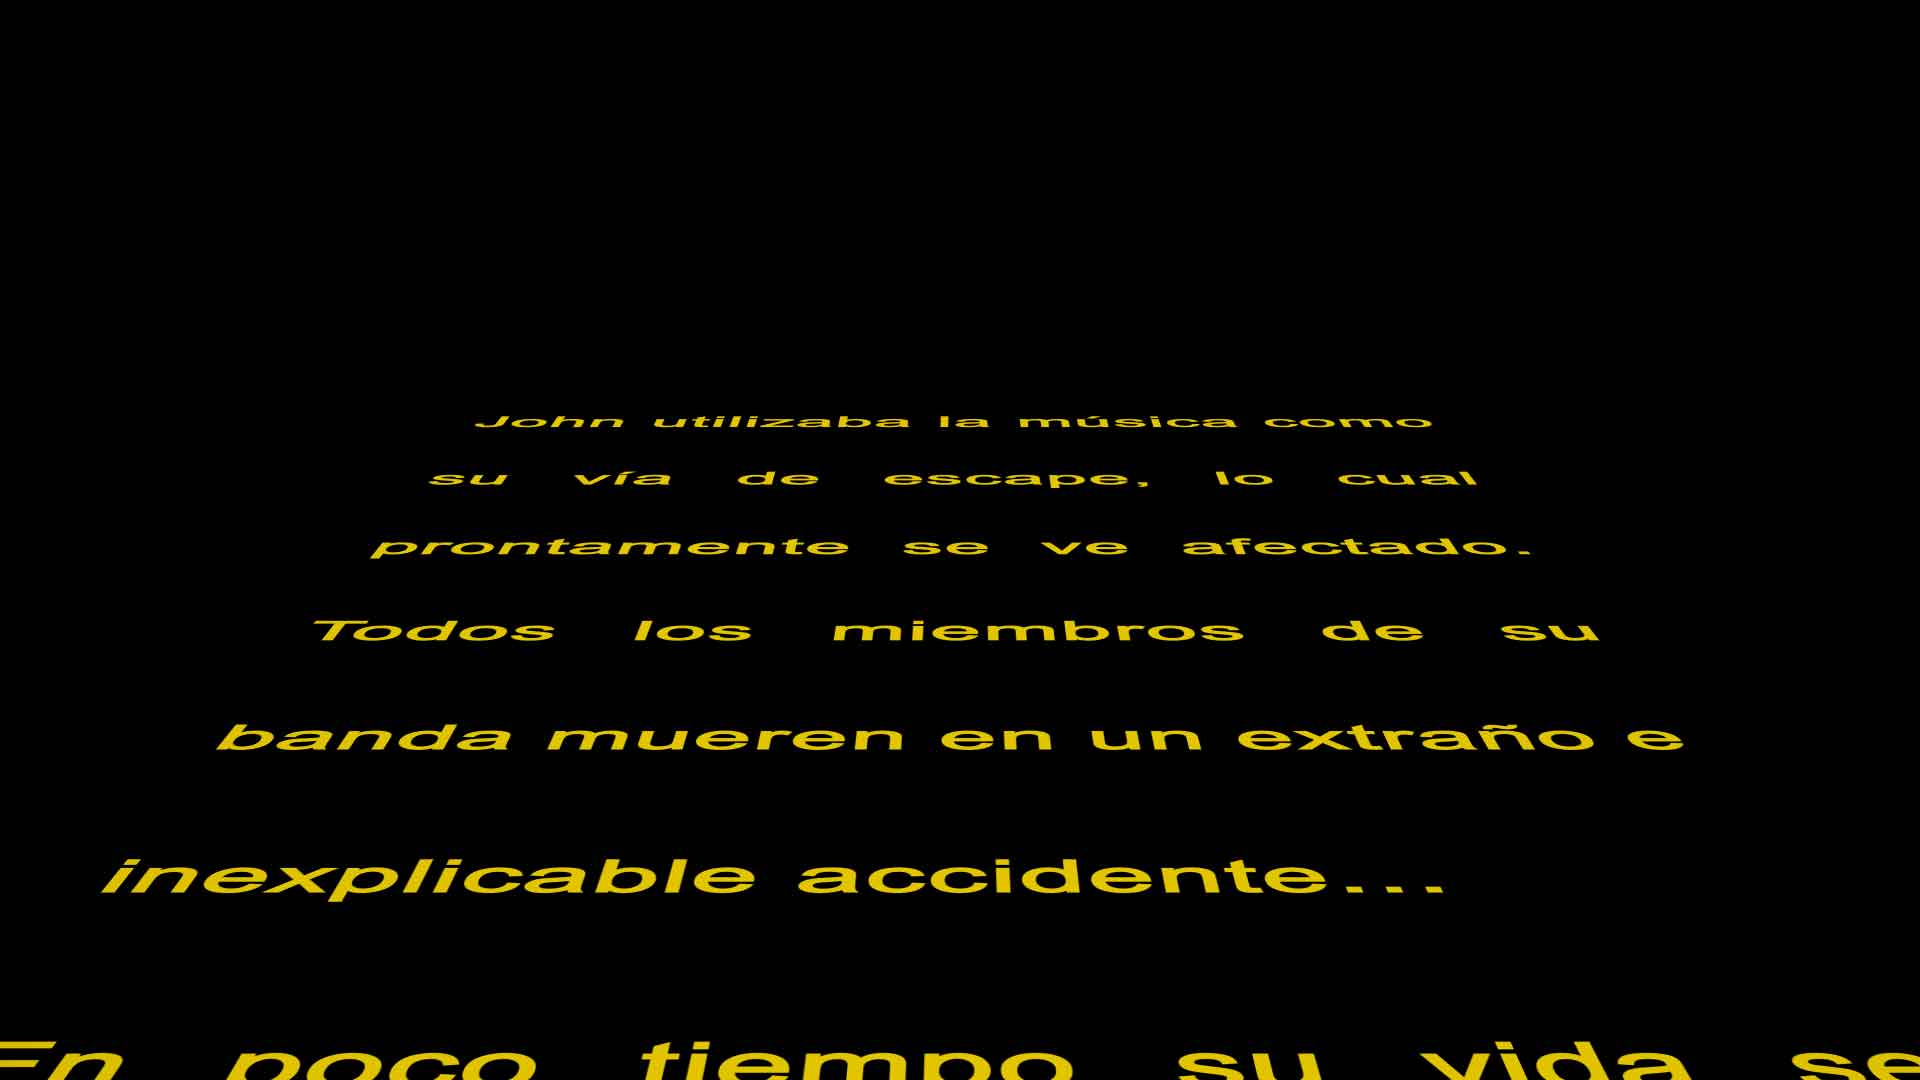 John utilizaba la música como
su vía de escape, lo cual
prontamente se ve afectado.
Todos los miembros de su
banda mueren en un extraño e
inexplicable accidente...
En poco tiempo su vida se